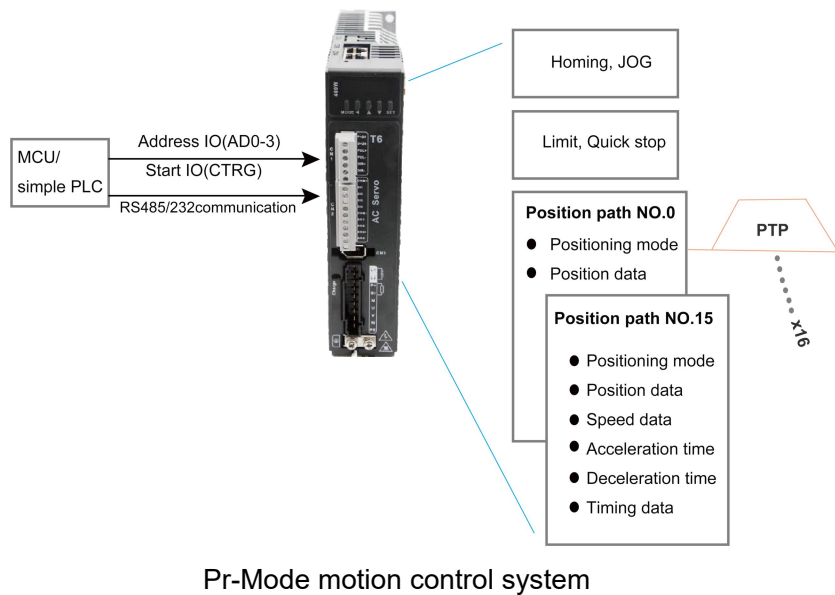 MCU/
simple PLC
Address IO(AD0-3)
Start IO(CTRG)
RS485/232communication
400W
T6
AC Servo
Charge
Homing, JOG
Limit, Quick stop
Position path NO.0
● Positioning mode
● Position data
PTP
x16
Position path NO.15
● Positioning mode
● Position data
● Speed data
● Acceleration time
● Deceleration time
● Timing data
Pr-Mode motion control system